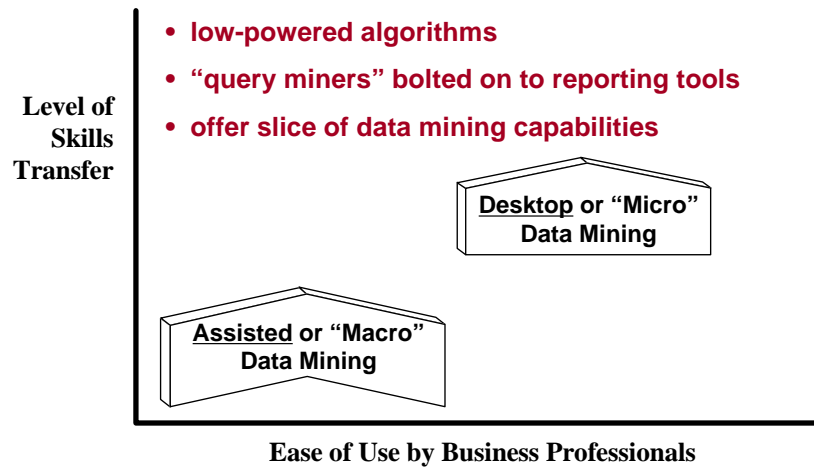 • low-powered algorithms
• “query miners” bolted on to reporting tools
• offer slice of data mining capabilities
Level of
Skills
Transfer
Desktop or “Micro”
Data Mining
Assisted or “Macro”
Data Mining
Ease of Use by Business Professionals